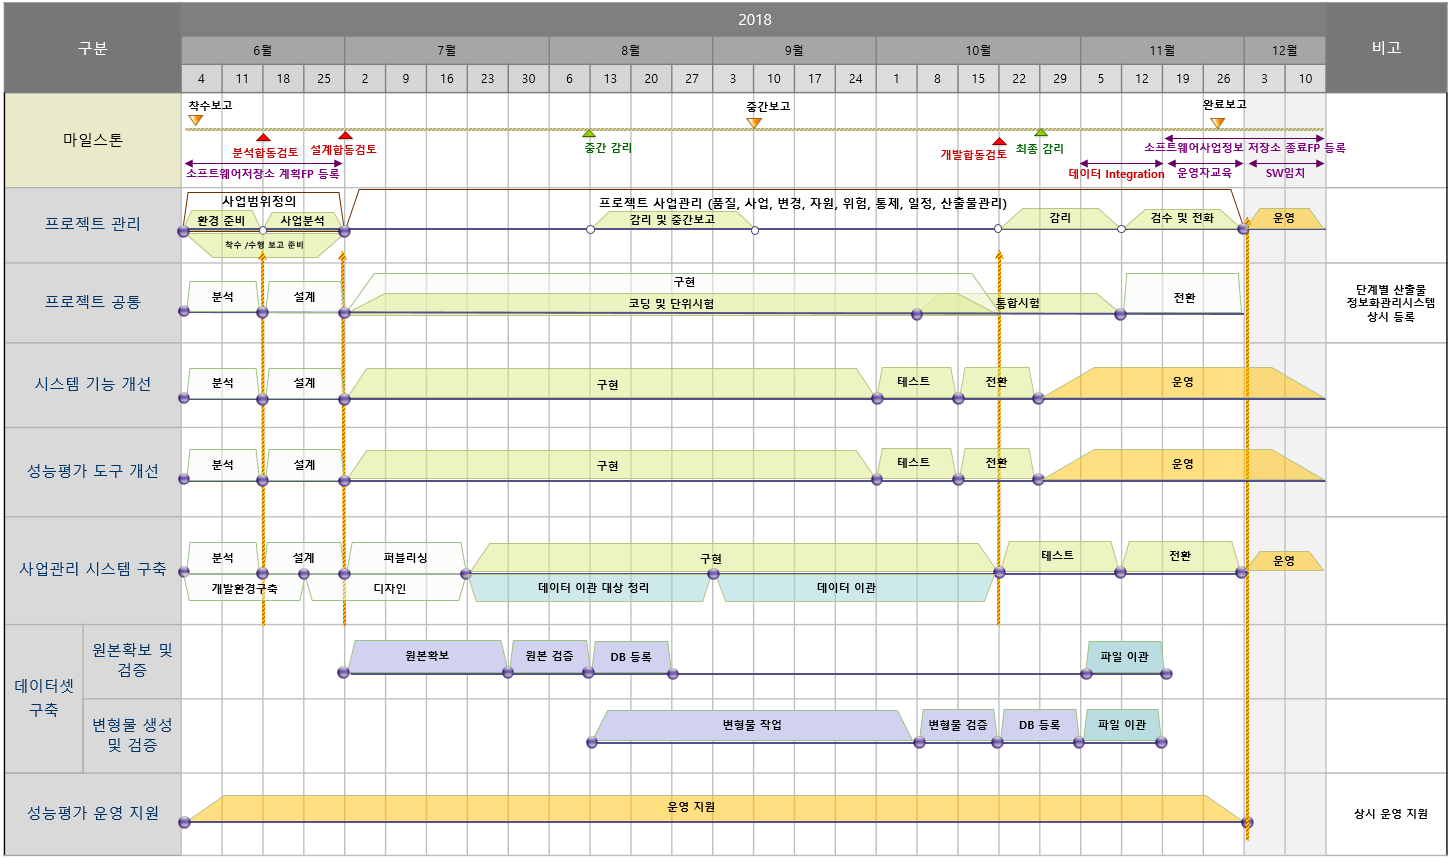 구분
2018
비고
6월
7월
8월
9월
10월
11월
12월
4
11
18
25
2
9
16
23
30
6
13
20
27
3
10
17
24
1
8
15
22
29
5
12
19
26
3
10
마일스톤
착수보고
중간보고
완료보고
분석합동검토
설계합동검토
중간 감리
개발합동검토
최종 감리
소프트웨어사업정보 저장소 종료FP 등록
소프트웨어저장소 계획FP 등록
데이터 Integration
운영자교육
SW임치
프로젝트 관리
사업범위정의
프로젝트 사업관리 (품질, 사업, 변경, 자원, 위험, 통제, 일정, 산출물관리)
환경 준비
사업분석
감리 및 중간보고
감리
검수 및 전화
운영
착수 /수행 보고 준비
프로젝트 공통
분석
설계
구현
코딩 및 단위시험
통합시험
전환
단계별 산출물
정보화관리시스템
상시 등록
시스템 기능 개선
분석
설계
구현
테스트
전환
운영
성능평가 도구 개선
분석
설계
구현
테스트
전환
운영
사업관리 시스템 구축
분석
설계
퍼블리싱
구현
테스트
전환
운영
개발환경구축
디자인
데이터 이관 대상 정리
데이터 이관
데이터셋
구축
원본확보 및
검증
원본확보
원본 검증
DB 등록
파일 이관
변형물 생성
및 검증
변형물 작업
변형물 검증
DB 등록
파일 이관
성능평가 운영 지원
운영 지원
상시 운영 지원